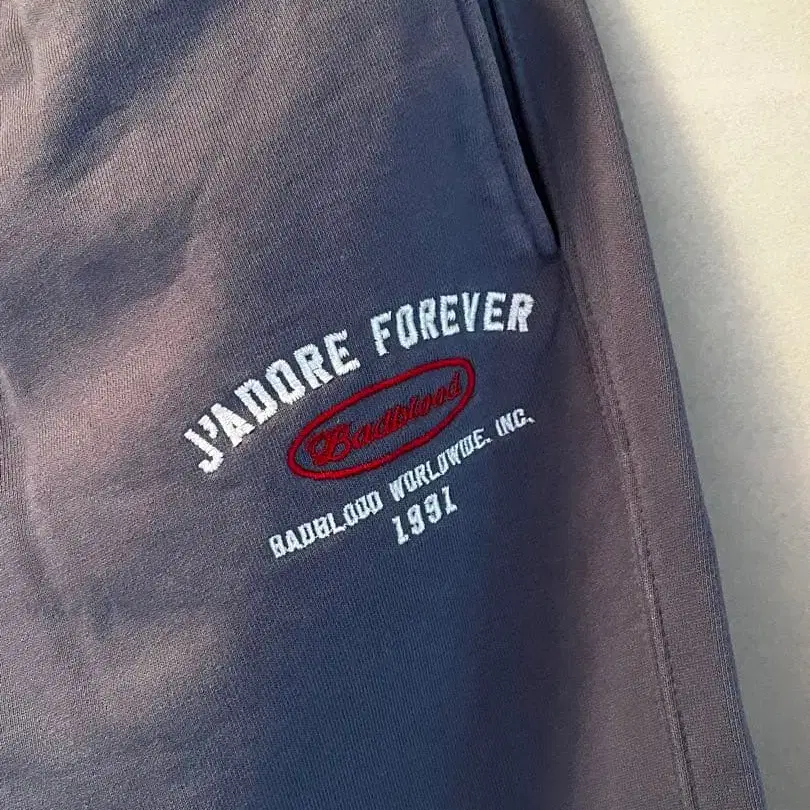 J'ADORE FOREVER
Badblood
BADBLOOD WORLDWIDE. INC.
1991